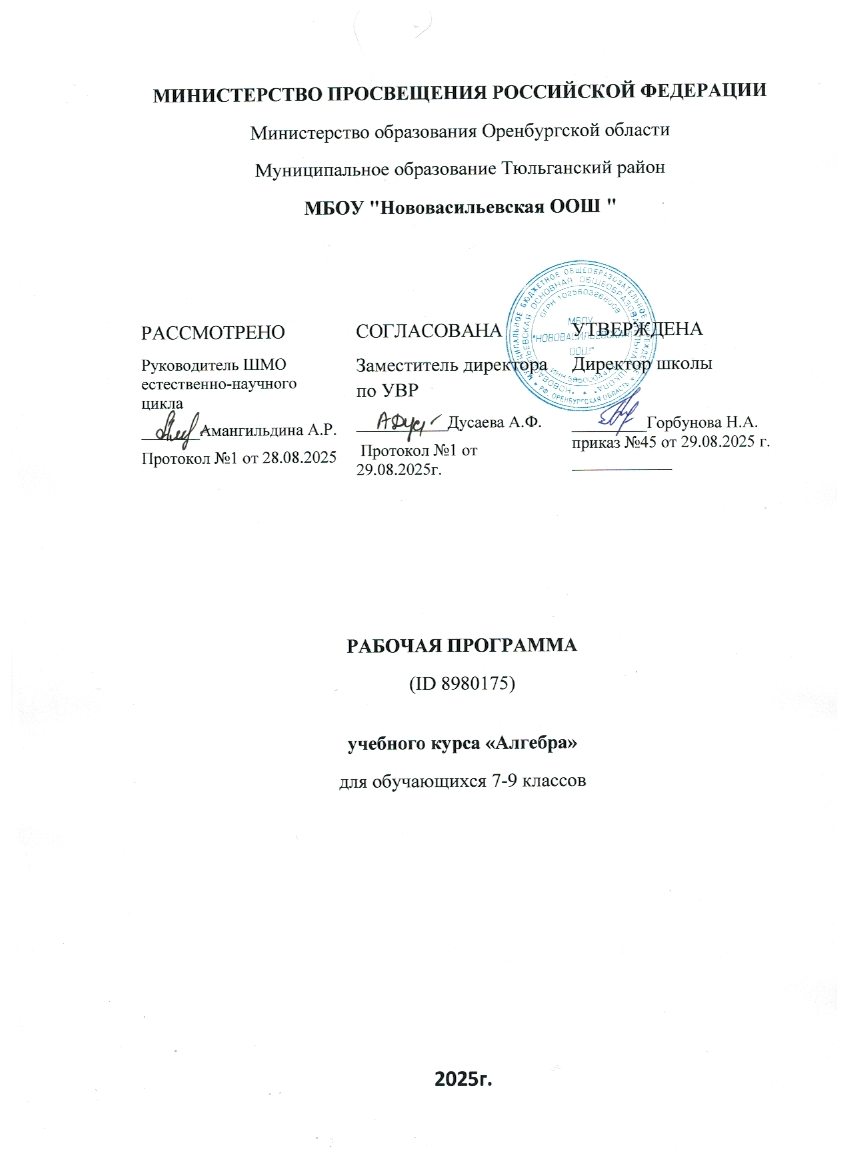 МИНИСТЕРСТВО ПРОСВЕЩЕНИЯ РОССИЙСКОЙ ФЕДЕРАЦИИ
Министерство образования Оренбургской области
Муниципальное образование Тюльганский район
МБОУ "Нововасильевская ООШ "
РАССМОТРЕНО
Руководитель ШМО
естественно-научного
цикла
Амангильдина А.Р.
Протокол №1 от 28.08.2025
СОГЛАСОВАНА
Заместитель директора
по УВР
Дусаева А.Ф.
Протокол №1 от
29.08.2025г.
УТВЕРЖДЕНА
Директор школы
Горбунова Н.А.
приказ №45 от 29.08.2025 г.
МБОУ
"НОВОВАСИЛЬЕВСКАЯ
ООШ"
РАБОЧАЯ ПРОГРАММА
(ID 8980175)
учебного курса «Алгебра»
для обучающихся 7-9 классов
2025г.